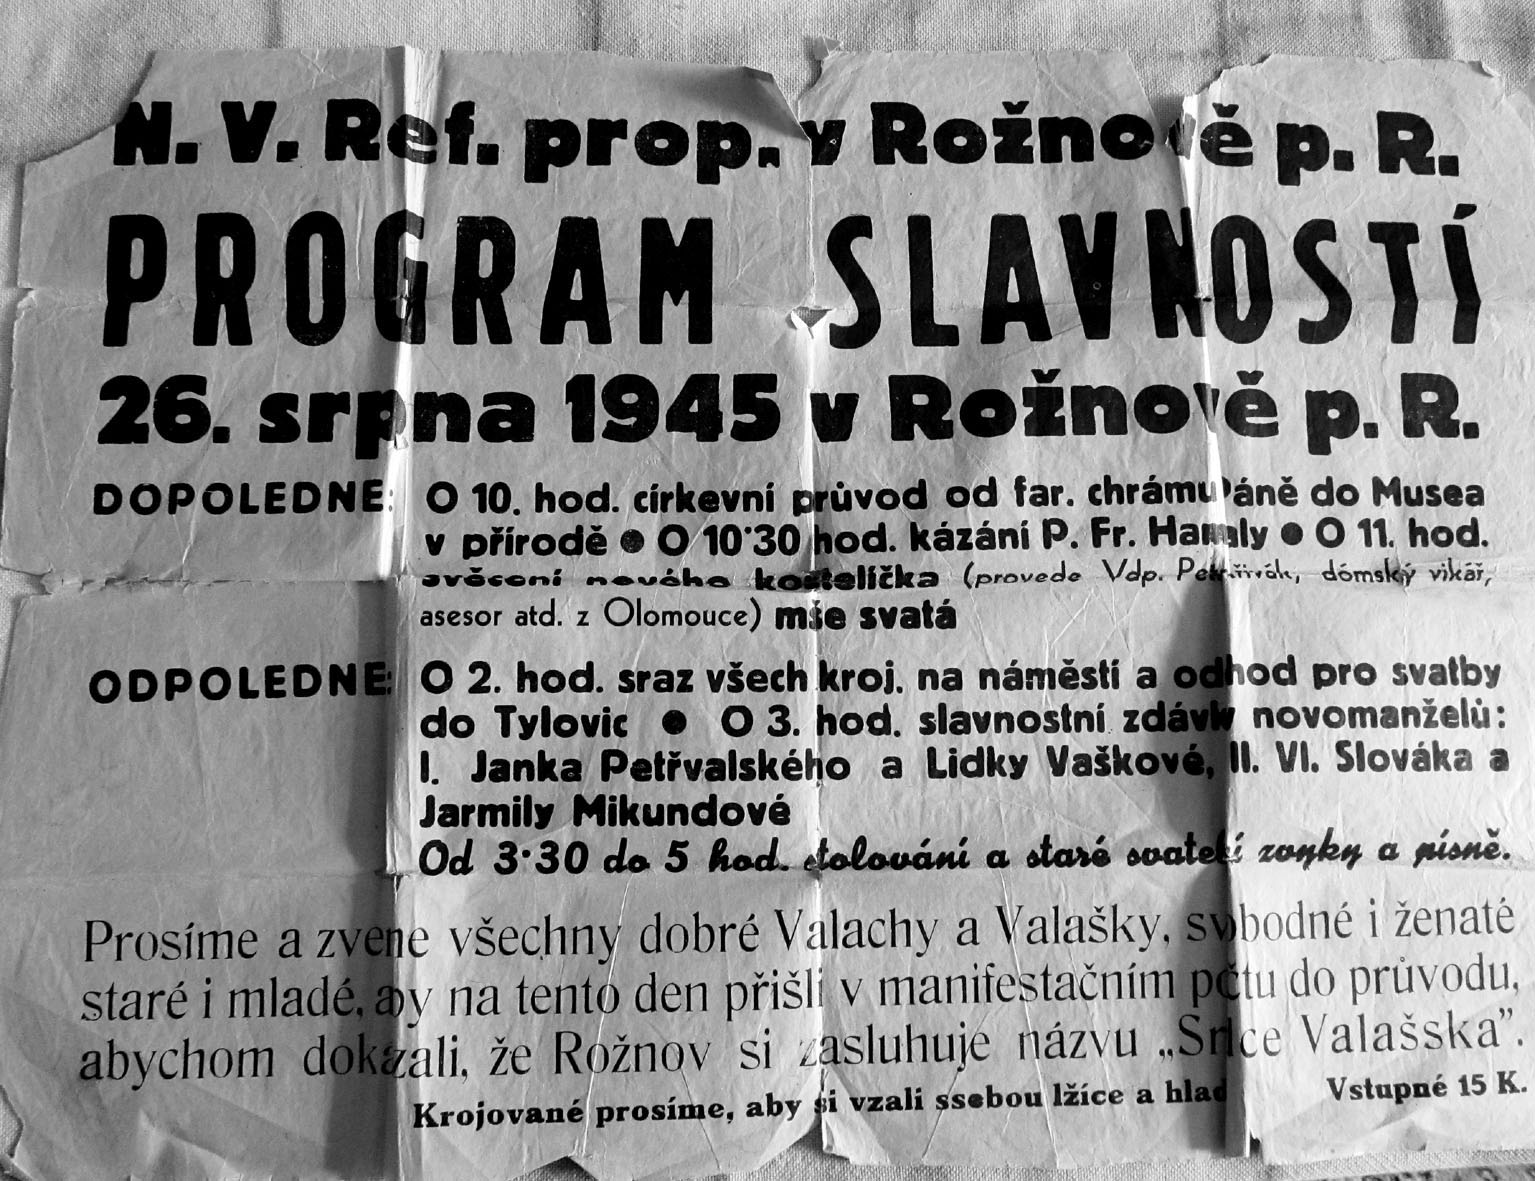 N. V. Ref. prop. v Rožnově p. R.
PROGRAM SLAVNOSTÍ
26. srpna 1945 v Rožnově p. R.
DOPOLEDNE: O 10. hod. církevní průvod od far. chrámu Páně do Musea
v přírodě ● O 10·30 hod. kázání P. Fr. ● O 11. hod.
svěcení nového kostelíčka (provede Vdp. dómský vikář,
asesor atd. z Olomouce) mše svatá
ODPOLEDNE: O 2. hod. sraz všech kroj. na náměstí a odchod pro svatby
do Tylovic ● O 3. hod. slavnostní zdávky novomanželů:
I. Janka Petřvalského a Lidky Vaškové, II. Vl. Slováka a
Jarmily Mikundové
Od 3·30 do 5 hod. stolování a staré svatební zvyky a písně.
Prosíme a zveme všechny dobré Valachy a Valašky, svobodné i ženaté
staré i mladé, aby na tento den přišli v manifestačním počtu do průvodu,
abychom dokázali, že Rožnov si zasluhuje názvu „Srdce Valašska”.
Krojované prosíme, aby si vzali ssebou lžíce a hlad Vstupné 15 K.